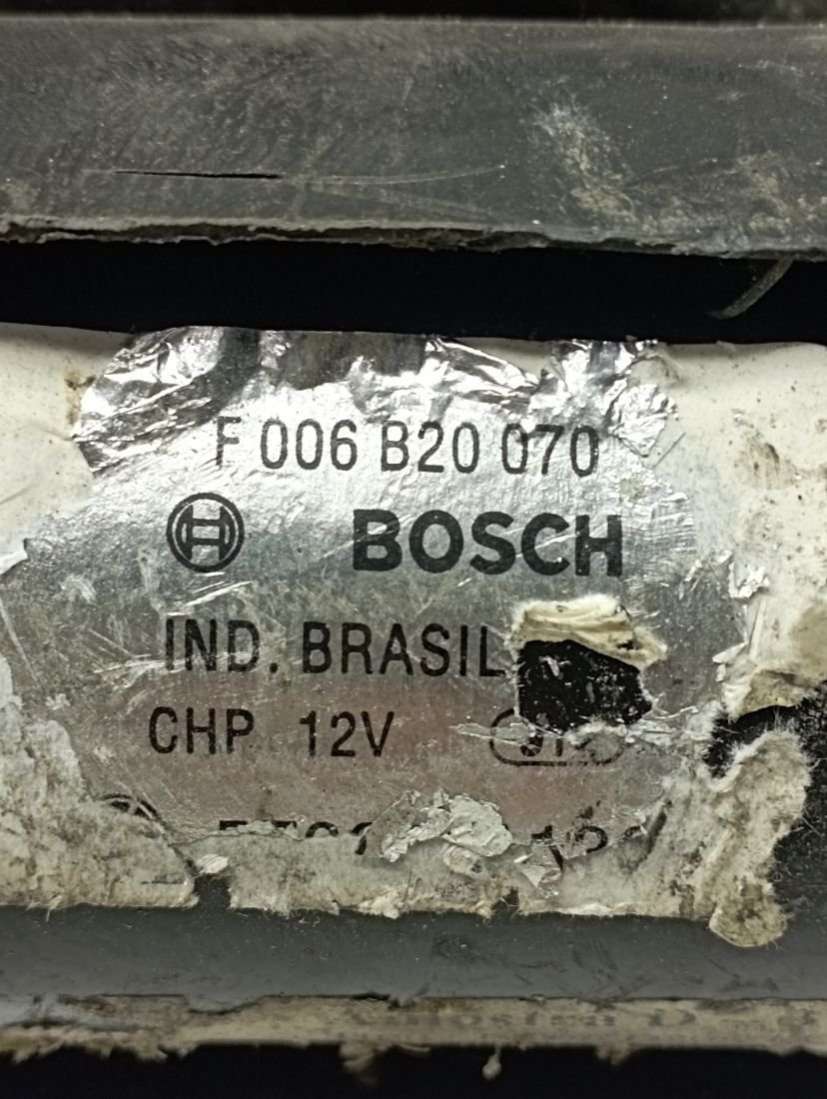 F 006 B20 070
BOSCH
IND. BRASIL
CHP 12V